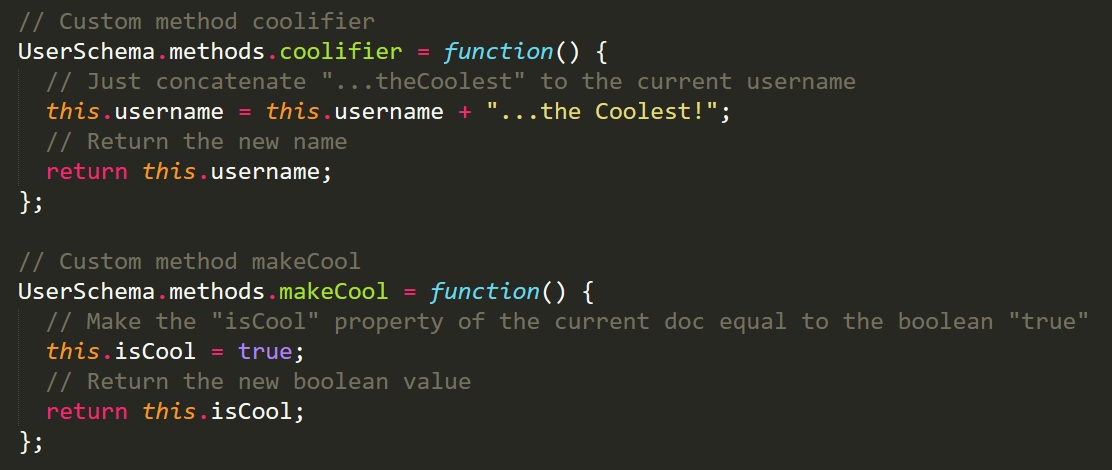 // Custom method coolifier
UserSchema.methods.coolifier = function() {
  // Just concatenate "...theCoolest" to the current username
  this.username = this.username + "...the Coolest!";
  // Return the new name
  return this.username;
};

// Custom method makeCool
UserSchema.methods.makeCool = function() {
  // Make the "isCool" property of the current doc equal to the boolean "true"
  this.isCool = true;
  // Return the new boolean value
  return this.isCool;
};